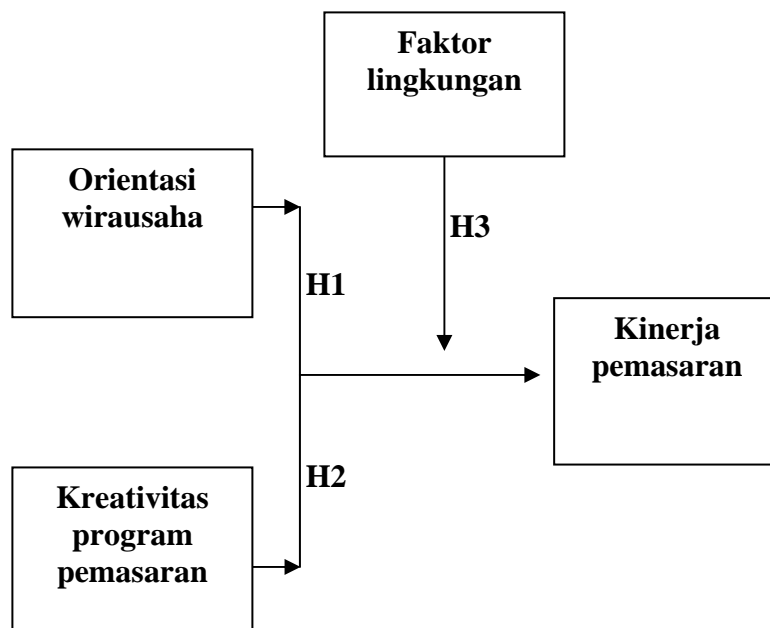 Faktor
lingkungan
Orientasi
wirausaha
H3
H1
Kinerja
pemasaran
H2
Kreativitas
program
pemasaran